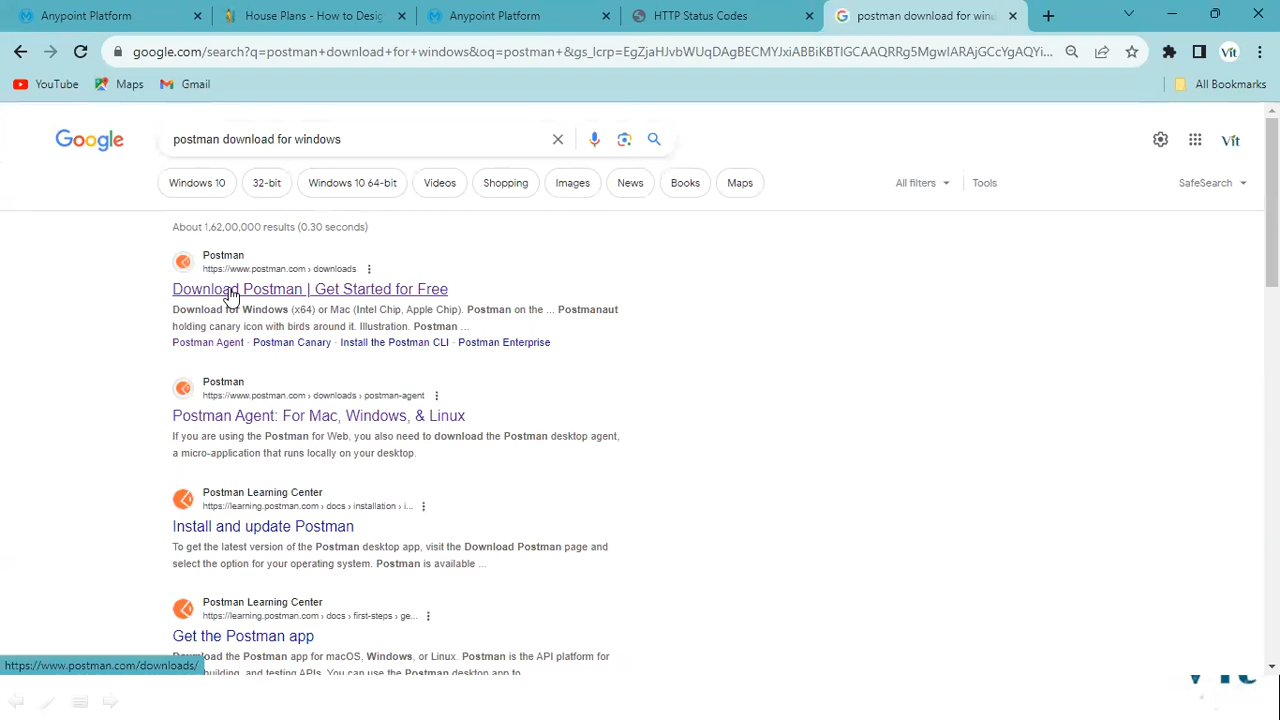 Anypoint Platform
House Plans - How to Desig
Anypoint Platform
HTTP Status Codes
postman download for win
google.com/search?q=postman+download+for+windows&oq=postman+&gs_lcrp=EgZjaHJvbWUqDAgBECMYJxiABBiKBTIGCAAQRRg5MgwIARAjGCcYgAQYi...
YouTube
Maps
Gmail
All Bookmarks
Google
postman download for windows
Vit
Windows 10
32-bit
Windows 10 64-bit
Videos
Shopping
Images
News
Books
Maps
All filters
Tools
SafeSearch
About 1,62,00,000 results (0.30 seconds)
Postman
https://www.postman.com › downloads
Download Postman | Get Started for Free
Download for Windows (x64) or Mac (Intel Chip, Apple Chip). Postman on the ... Postmanaut
holding canary icon with birds around it. Illustration. Postman ...
Postman Agent · Postman Canary · Install the Postman CLI · Postman Enterprise
Postman
https://www.postman.com › downloads › postman-agent
Postman Agent: For Mac, Windows, & Linux
If you are using the Postman for Web, you also need to download the Postman desktop agent,
a micro-application that runs locally on your desktop.
Postman Learning Center
https://learning.postman.com › docs › installation › i...
Install and update Postman
To get the latest version of the Postman desktop app, visit the Download Postman page and
select the option for your operating system. Postman is available ...
Postman Learning Center
https://learning.postman.com › docs › first-steps › ge...
Get the Postman app
Download the Postman app for macOS, Windows, or Linux. Postman is the API platform for
building, and testing APIs. You can use the Postman desktop app to
https://www.postman.com/downloads/